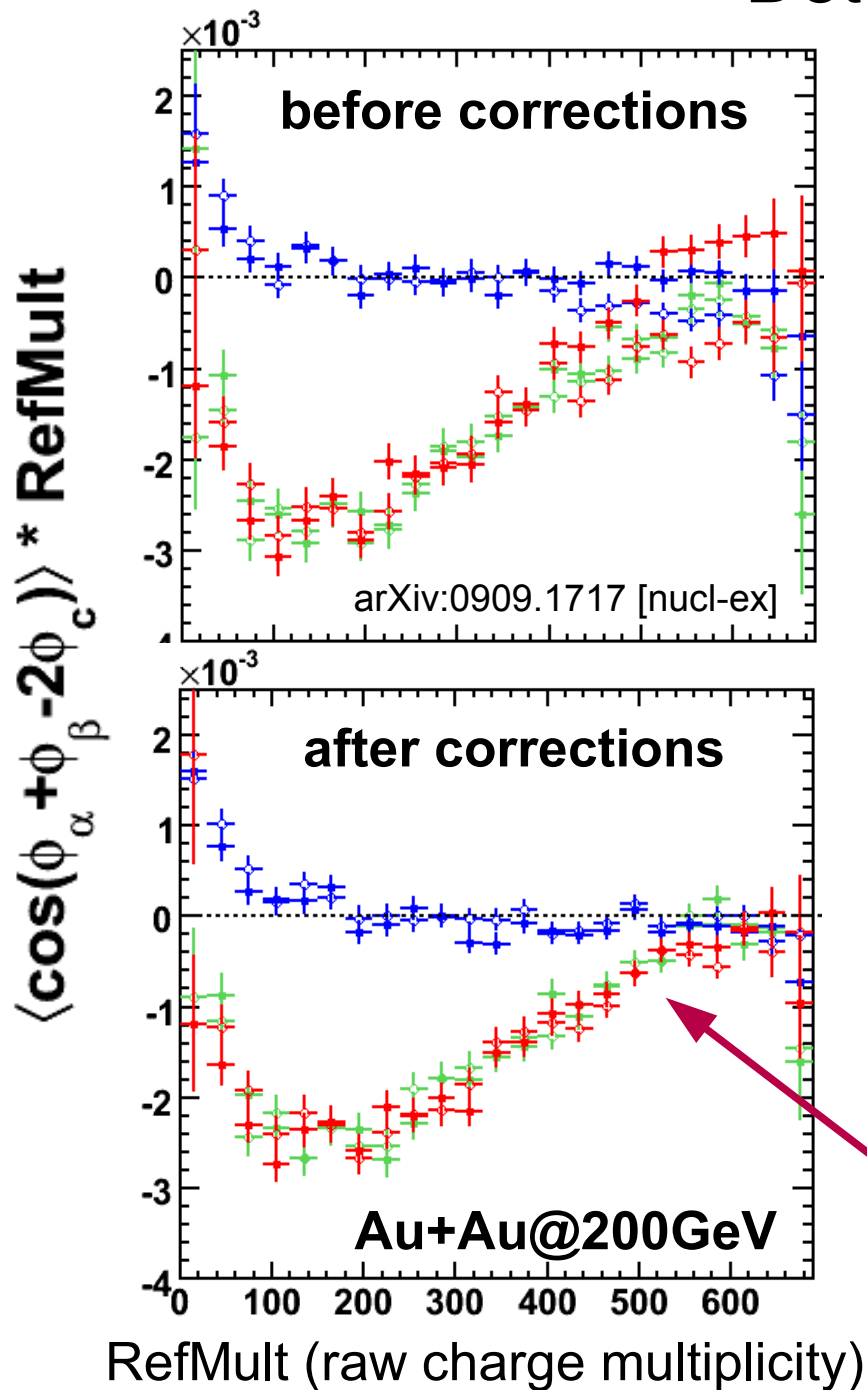 ×10⁻³
before corrections
2
1
0
-1
-2
-3
arXiv:0909.1717 [nucl-ex]
⟨cos(ϕα+ϕβ-2ϕc)⟩ * RefMult
×10⁻³
after corrections
2
1
0
-1
-2
-3
Au+Au@200GeV
-4
0 100 200 300 400 500 600
RefMult (raw charge multiplicity)